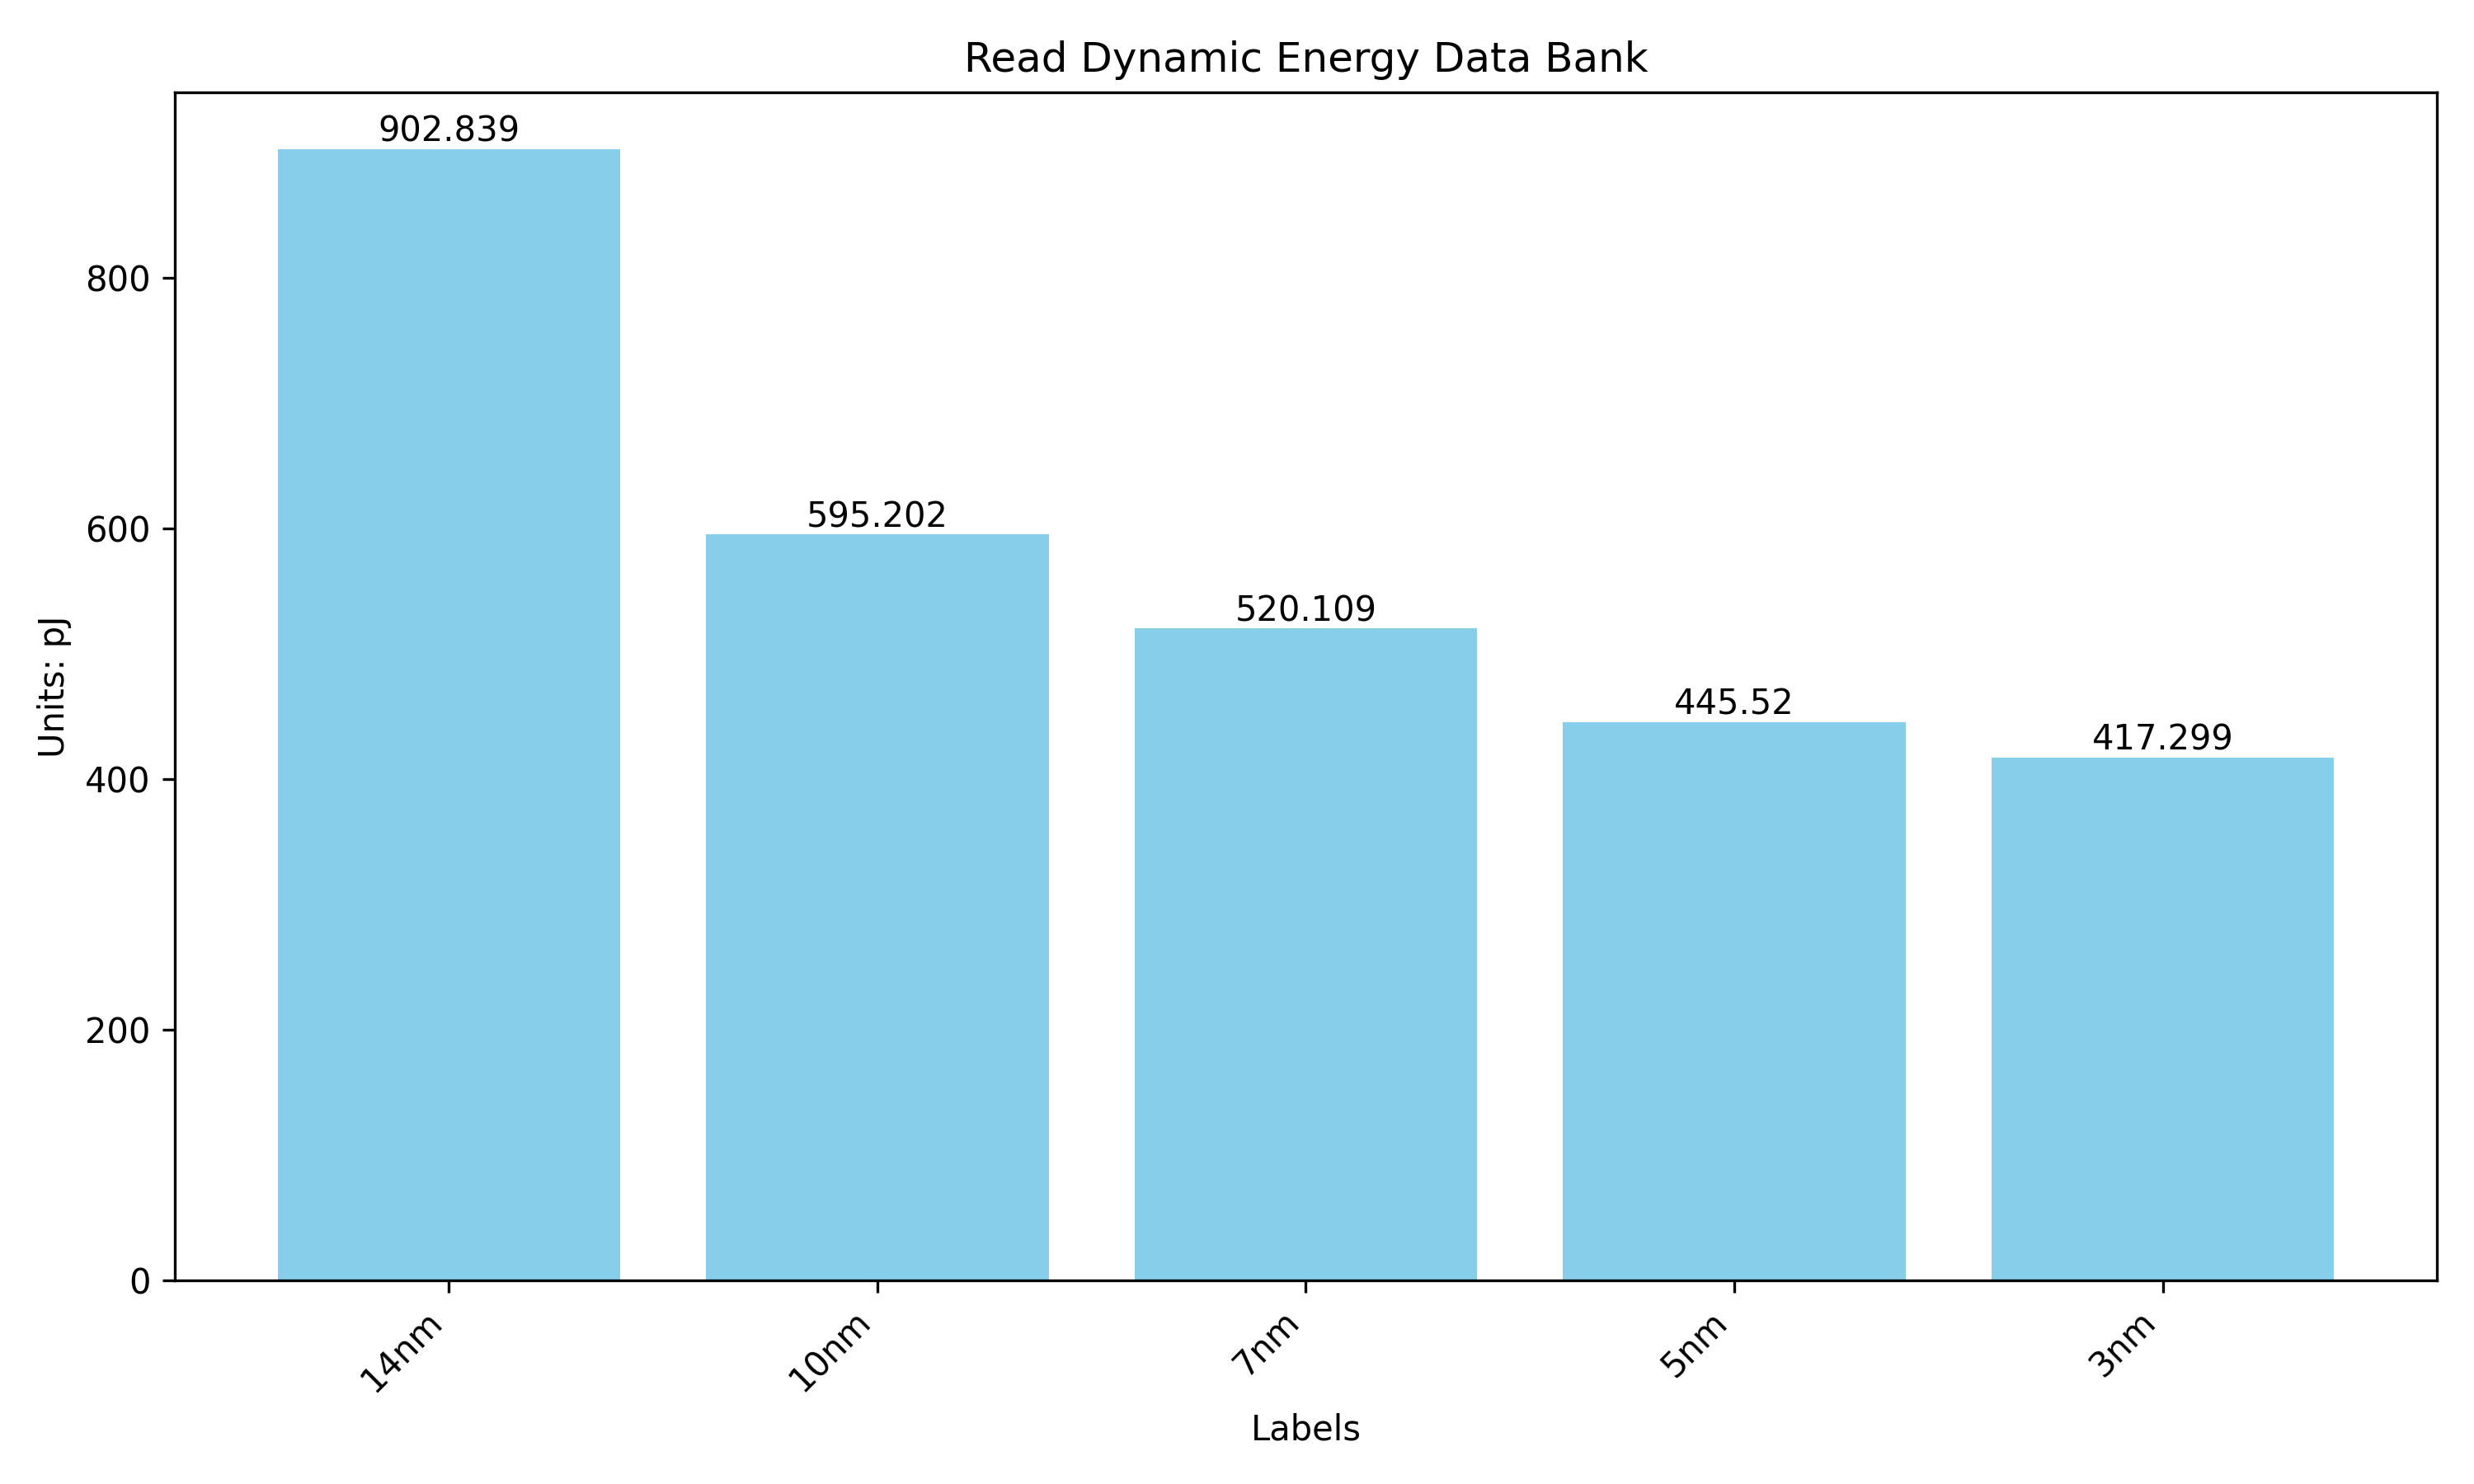 Read Dynamic Energy Data Bank
902.839
595.202
520.109
445.52
417.299
800
600
400
200
0
Units: pJ
14nm
10nm
7nm
5nm
3nm
Labels